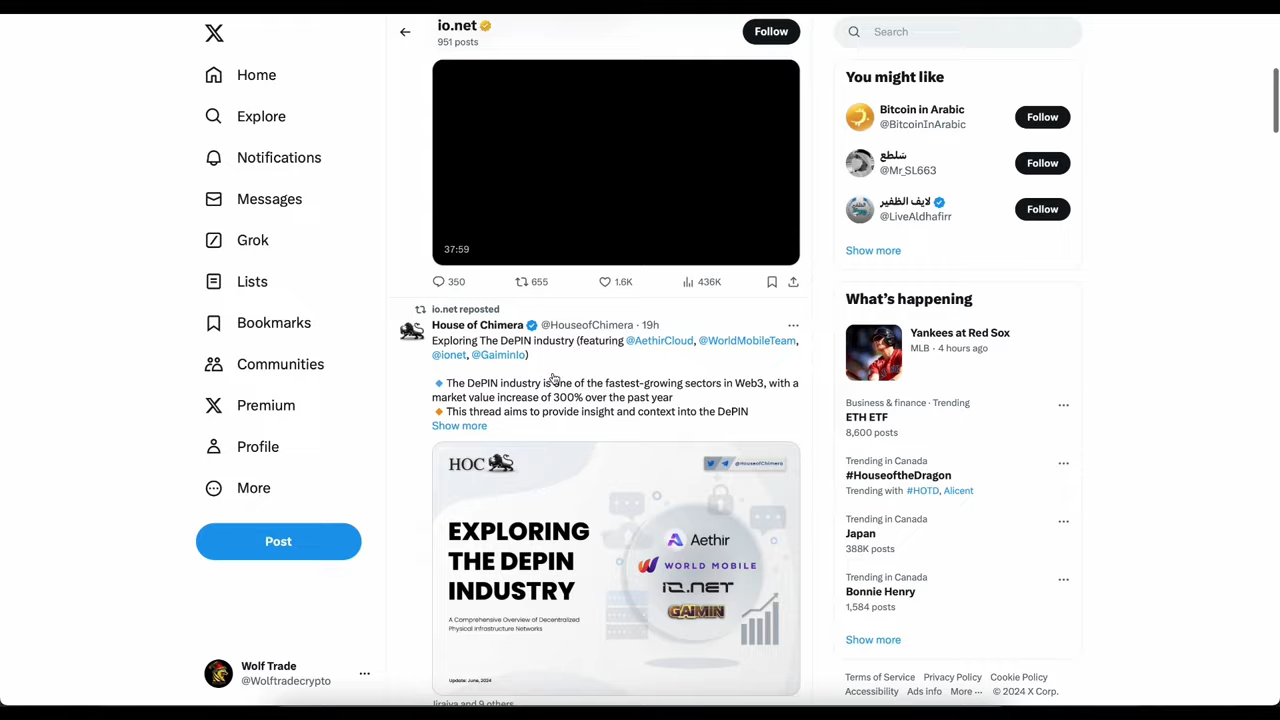 Home
Explore
Notifications
Messages
Grok
Lists
Bookmarks
Communities
Premium
Profile
More
Post
Wolf Trade
@Wolftradecrypto
io.net
951 posts
Follow
37:59
350
655
1.6K
436K
io.net reposted
House of Chimera @HouseofChimera · 19h
Exploring The DePIN industry (featuring @AethirCloud, @WorldMobileTeam,
@ionet, @GaiminIo)
The DePIN industry is one of the fastest-growing sectors in Web3, with a
market value increase of 300% over the past year
This thread aims to provide insight and context into the DePIN
Show more
HOC
@HouseofChimera
EXPLORING
THE DEPIN
INDUSTRY
A Comprehensive Overview of Decentralized
Physical Infrastructure Networks
Update: June, 2024
Aethir
WORLD MOBILE
IO.NET
GAIMIN
Jiraiya and 9 others
Search
You might like
Bitcoin in Arabic
@BitcoinInArabic
Follow
سَلطع
@Mr_SL663
Follow
لايف الظفير
@LiveAldhafirr
Follow
Show more
What's happening
Yankees at Red Sox
MLB · 4 hours ago
Business & finance · Trending
ETH ETF
8,600 posts
Trending in Canada
#HouseoftheDragon
Trending with #HOTD, Alicent
Trending in Canada
Japan
388K posts
Trending in Canada
Bonnie Henry
1,584 posts
Show more
Terms of Service Privacy Policy Cookie Policy
Accessibility Ads info More ··· © 2024 X Corp.